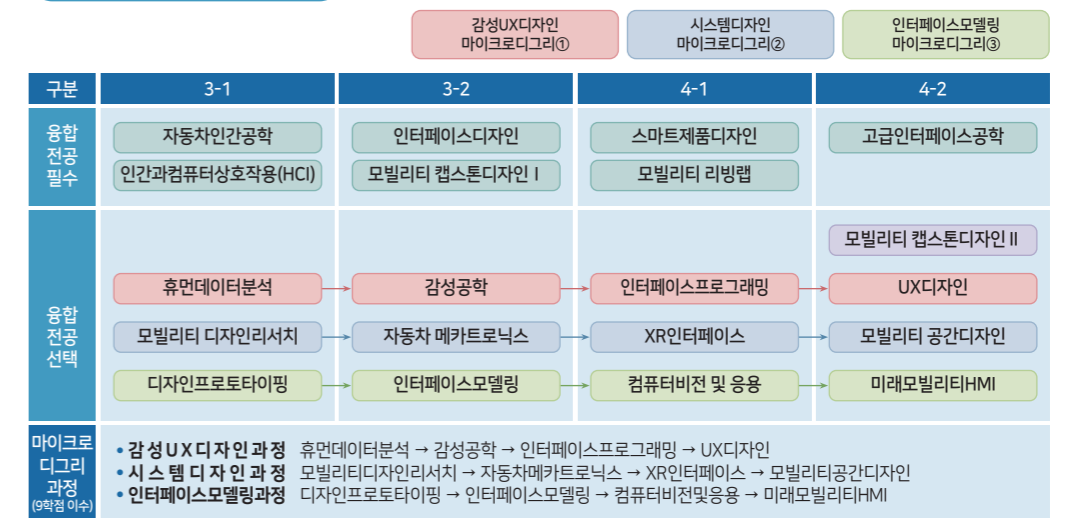 감성UX디자인
마이크로디그리①
시스템디자인
마이크로디그리②
인터페이스모델링
마이크로디그리③
구분 3-1 3-2 4-1 4-2
융합
전공
필수
자동차인간공학 인터페이스디자인 스마트제품디자인 고급인터페이스공학
인간과컴퓨터상호작용(HCI) 모빌리티 캡스톤디자인 I 모빌리티 리빙랩
융합
전공
선택
모빌리티 캡스톤디자인 II
휴먼데이터분석 → 감성공학 → 인터페이스프로그래밍 → UX디자인
모빌리티 디자인리서치 → 자동차 메카트로닉스 → XR인터페이스 → 모빌리티 공간디자인
디자인프로토타이핑 → 인터페이스모델링 → 컴퓨터비전 및 응용 → 미래모빌리티HMI
마이크로
디그리
과정
(9학점 이수)
• 감성UX디자인과정 휴먼데이터분석 → 감성공학 → 인터페이스프로그래밍 → UX디자인
• 시스템디자인과정 모빌리티디자인리서치 → 자동차메카트로닉스 → XR인터페이스 → 모빌리티공간디자인
• 인터페이스모델링과정 디자인프로토타이핑 → 인터페이스모델링 → 컴퓨터비전및응용 → 미래모빌리티HMI